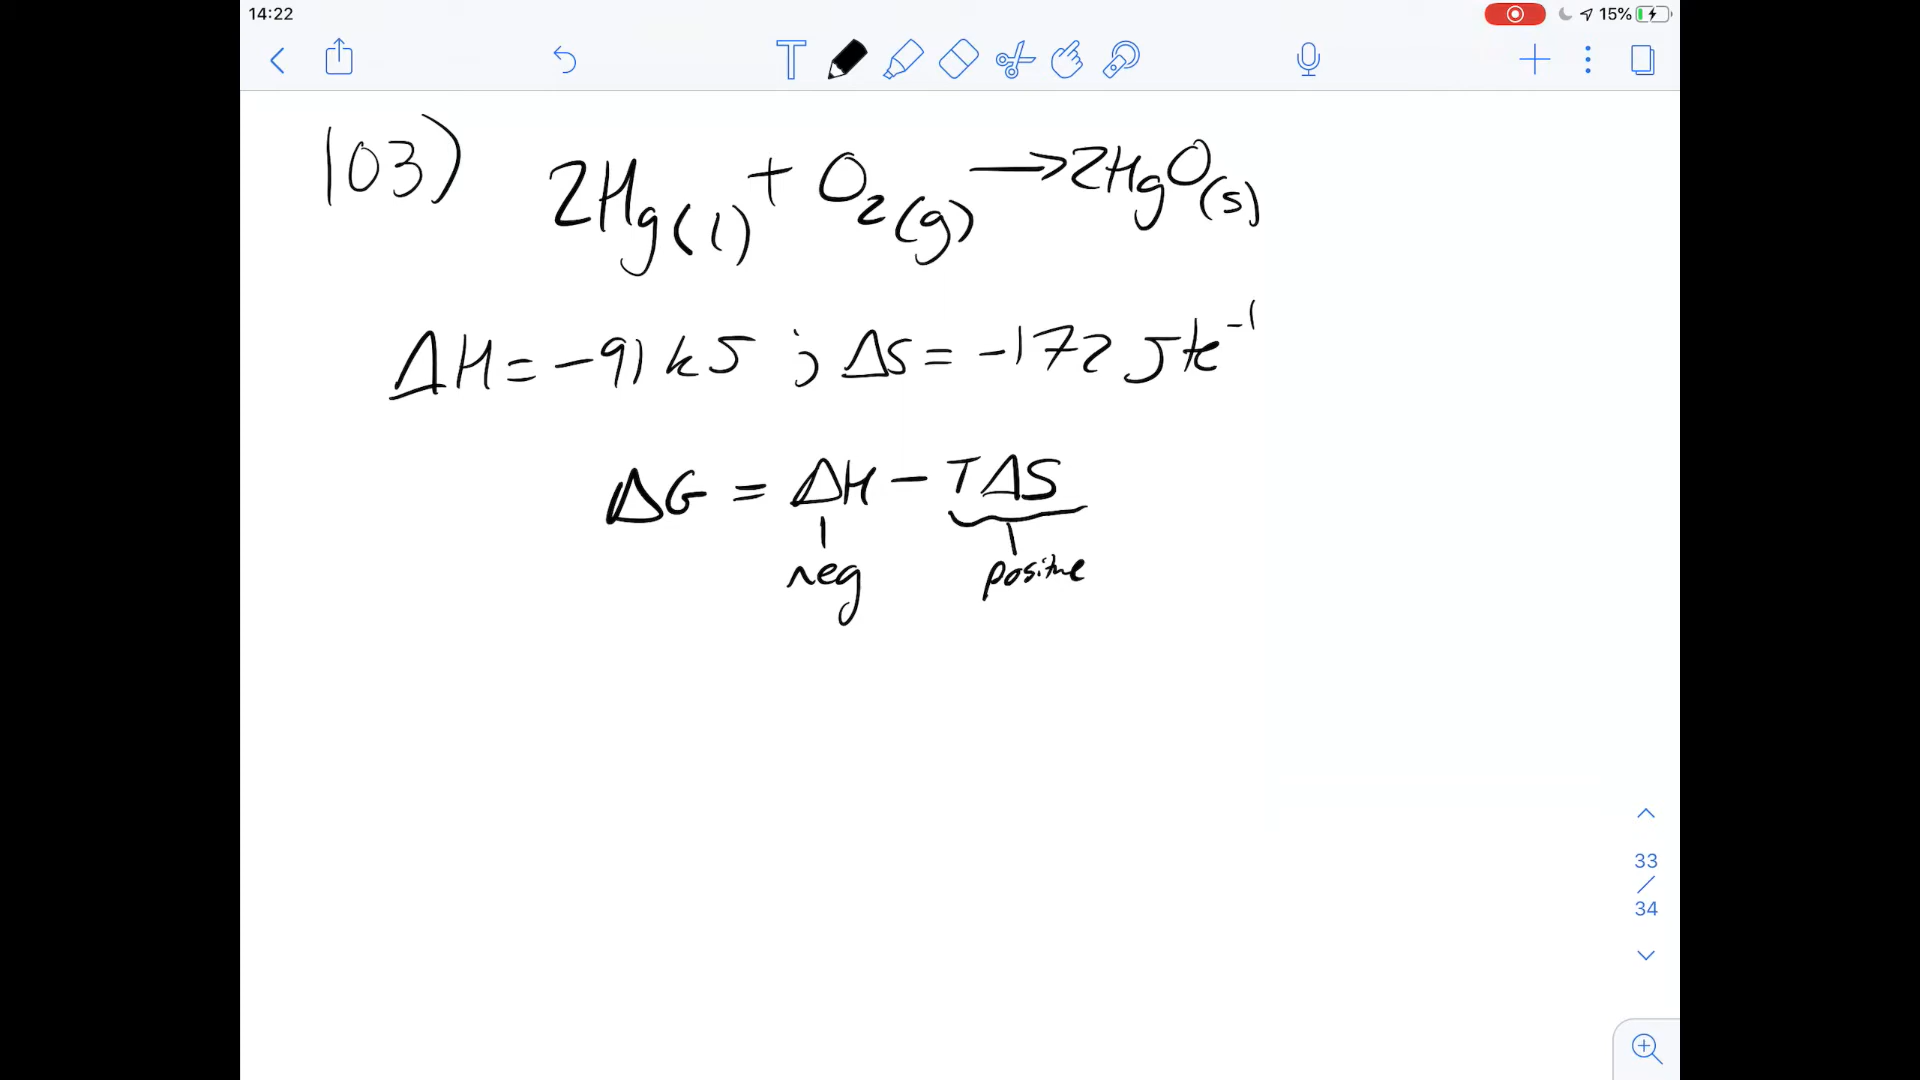 14:22
15%
T
103) 2Hg(l) + O₂(g) → 2HgO(s)
ΔH = -91 kJ ; ΔS = -172 Jk⁻¹
ΔG = ΔH - TΔS
neg positive
33
/
34